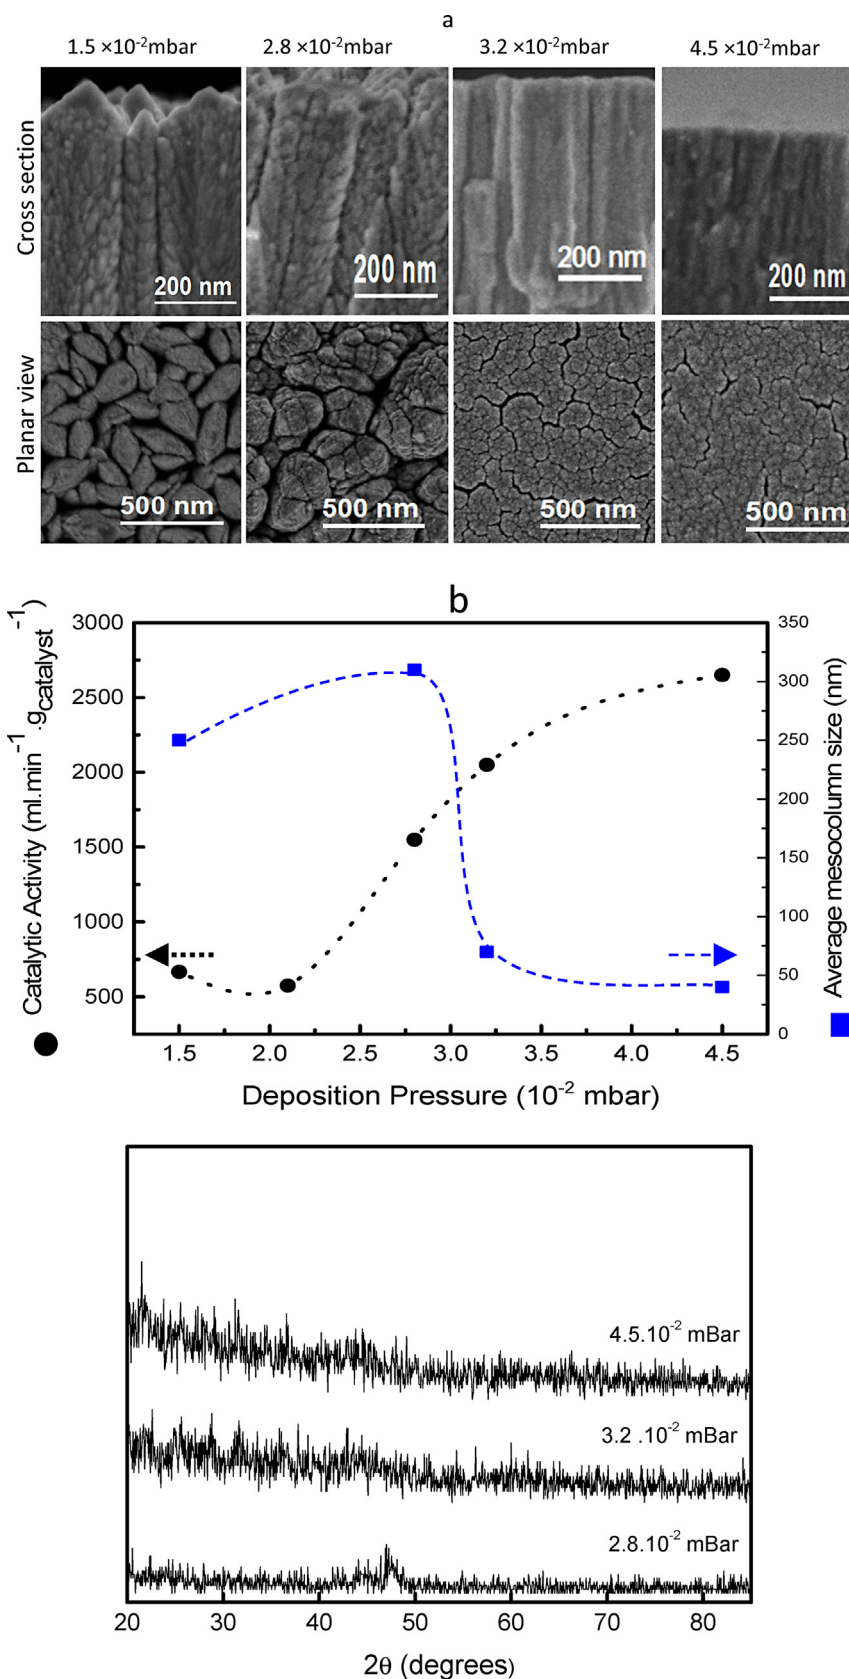 a
1.5 ×10⁻²mbar 2.8 ×10⁻²mbar 3.2 ×10⁻²mbar 4.5 ×10⁻²mbar
Cross section
200 nm 200 nm 200 nm 200 nm
Planar view
500 nm 500 nm 500 nm 500 nm
b
Catalytic Activity (ml.min⁻¹.gcatalyst⁻¹)
3000
2500
2000
1500
1000
500
350
300
250
200
150
100
50
0
Average mesocolumn size (nm)
1.5 2.0 2.5 3.0 3.5 4.0 4.5
Deposition Pressure (10⁻² mbar)
4.5.10⁻² mBar
3.2 .10⁻² mBar
2.8.10⁻² mBar
20 30 40 50 60 70 80
2θ (degrees)